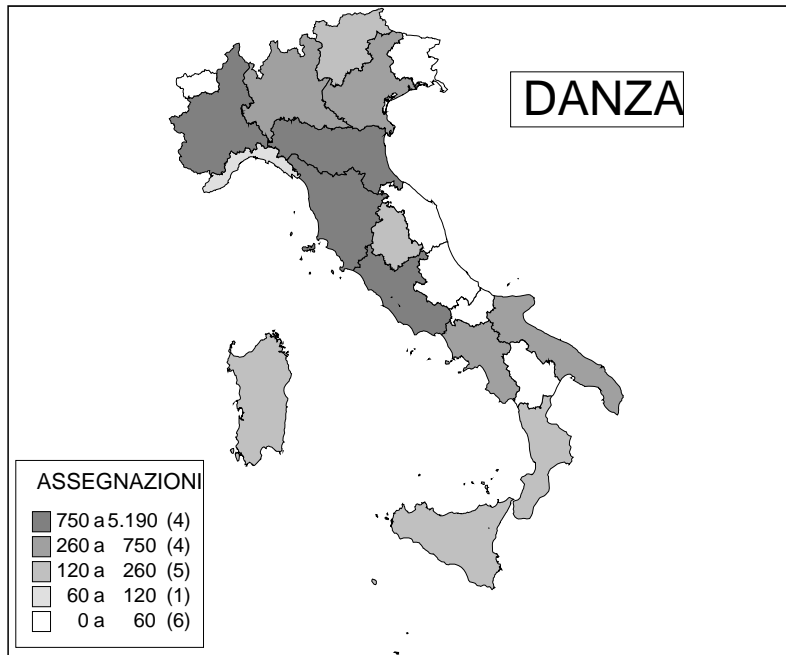 DANZA
ASSEGNAZIONI
750 a 5.190 (4)
260 a 750 (4)
120 a 260 (5)
60 a 120 (1)
0 a 60 (6)